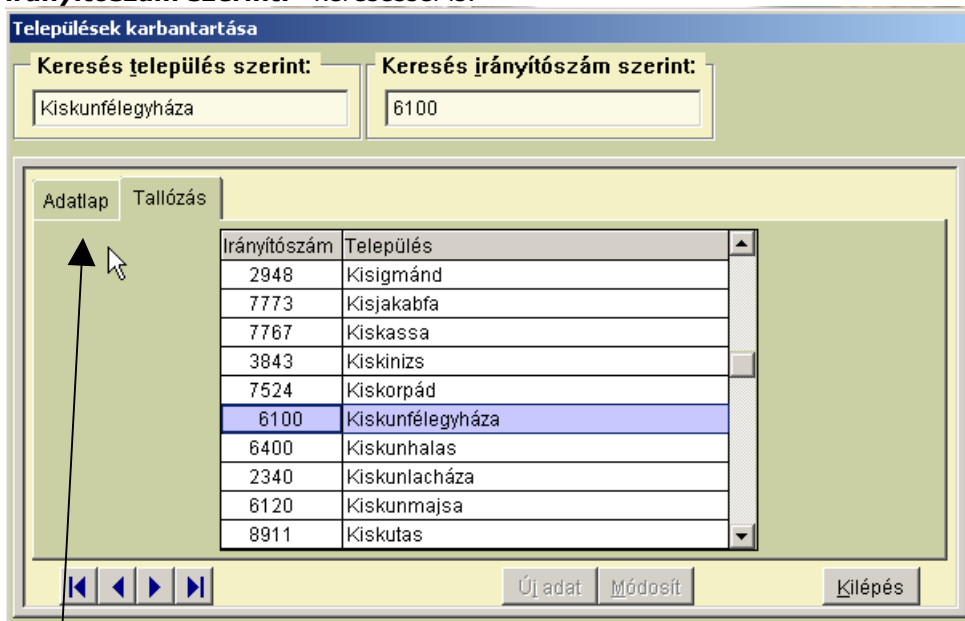 Települések karbantartása
Keresés település szerint: Keresés irányítószám szerint:
Kiskunfélegyháza 6100
Adatlap Tallózás
Irányítószám Település
2948 Kisigmánd
7773 Kisjakabfa
7767 Kiskassa
3843 Kiskinizs
7524 Kiskorpád
6100 Kiskunfélegyháza
6400 Kiskunhalas
2340 Kiskunlacháza
6120 Kiskunmajsa
8911 Kiskutas
Új adat Módosít Kilépés